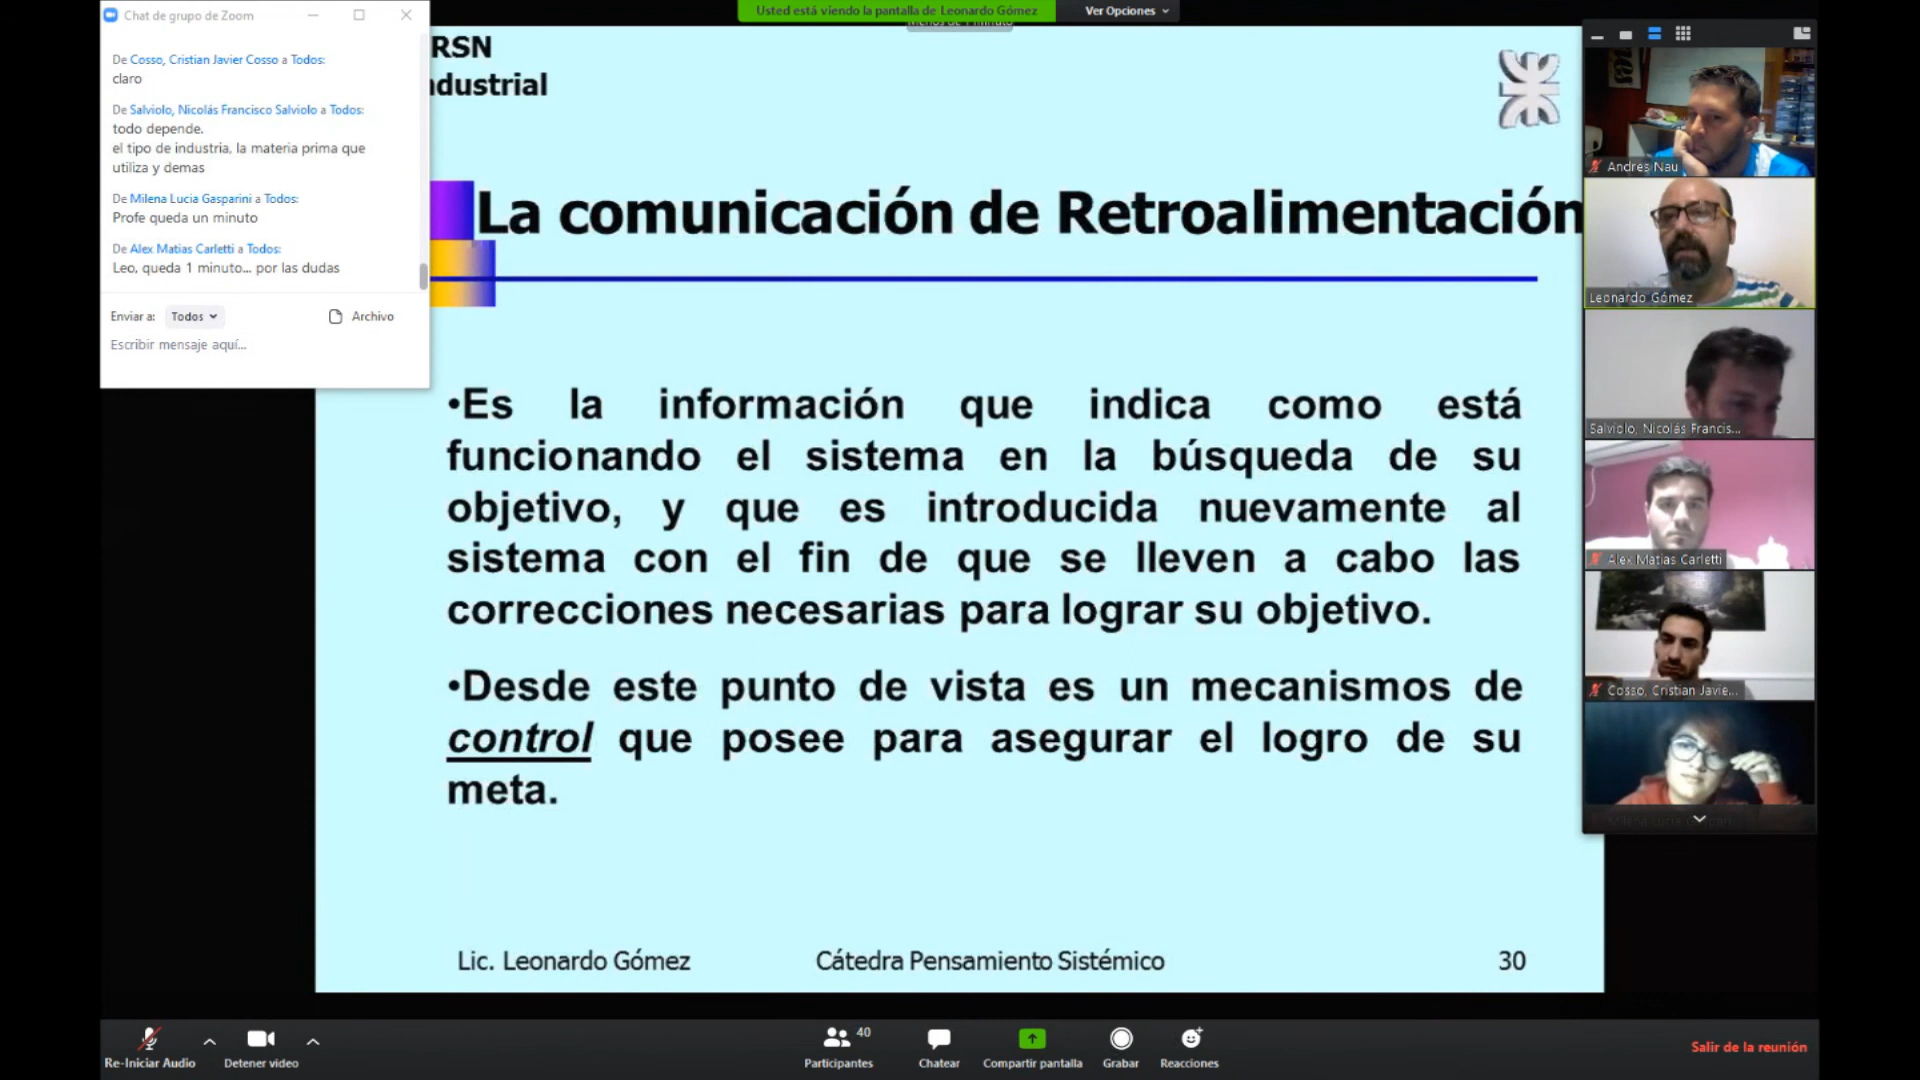 Chat de grupo de Zoom
De Cosso, Cristian Javier Cosso a Todos:
claro
De Salviolo, Nicolás Francisco Salviolo a Todos:
todo depende.
el tipo de industria, la materia prima que
utiliza y demas
De Milena Lucia Gasparini a Todos:
Profe queda un minuto
De Alex Matias Carletti a Todos:
Leo, queda 1 minuto... por las dudas
Enviar a: Todos
Archivo
Escribir mensaje aquí...
Usted está viendo la pantalla de Leonardo Gómez
Ver Opciones
Menos de 1 minuto
RSN
ndustrial
La comunicación de Retroalimentación
•Es la información que indica como está
funcionando el sistema en la búsqueda de su
objetivo, y que es introducida nuevamente al
sistema con el fin de que se lleven a cabo las
correcciones necesarias para lograr su objetivo.
•Desde este punto de vista es un mecanismos de
control que posee para asegurar el logro de su
meta.
Lic. Leonardo Gómez
Cátedra Pensamiento Sistémico
30
Andres Nau
Leonardo Gómez
Salviolo, Nicolás Francis...
Alex Matias Carletti
Cosso, Cristian Javie...
Re-Iniciar Audio
Detener video
Participantes
40
Chatear
Compartir pantalla
Grabar
Reacciones
Salir de la reunión